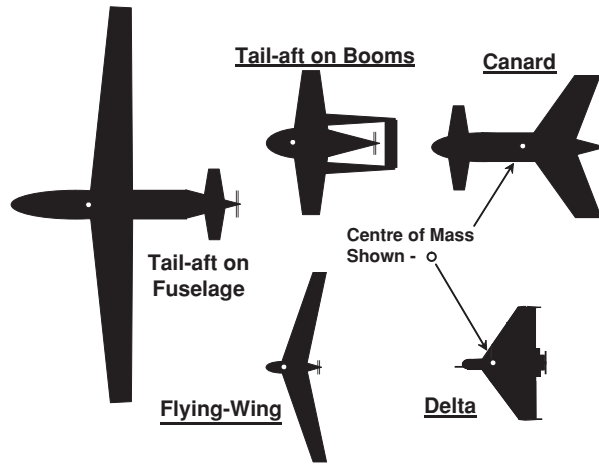 Tail-aft on Booms
Canard
Centre of Mass
Shown -
Tail-aft on
Fuselage
Flying-Wing
Delta